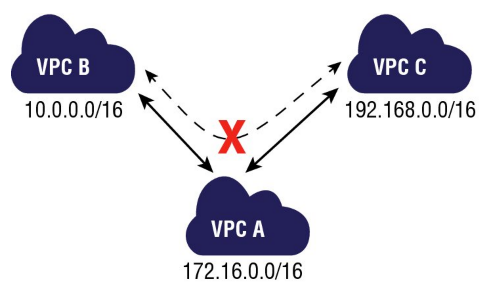 VPC B
10.0.0.0/16
VPC C
192.168.0.0/16
X
VPC A
172.16.0.0/16